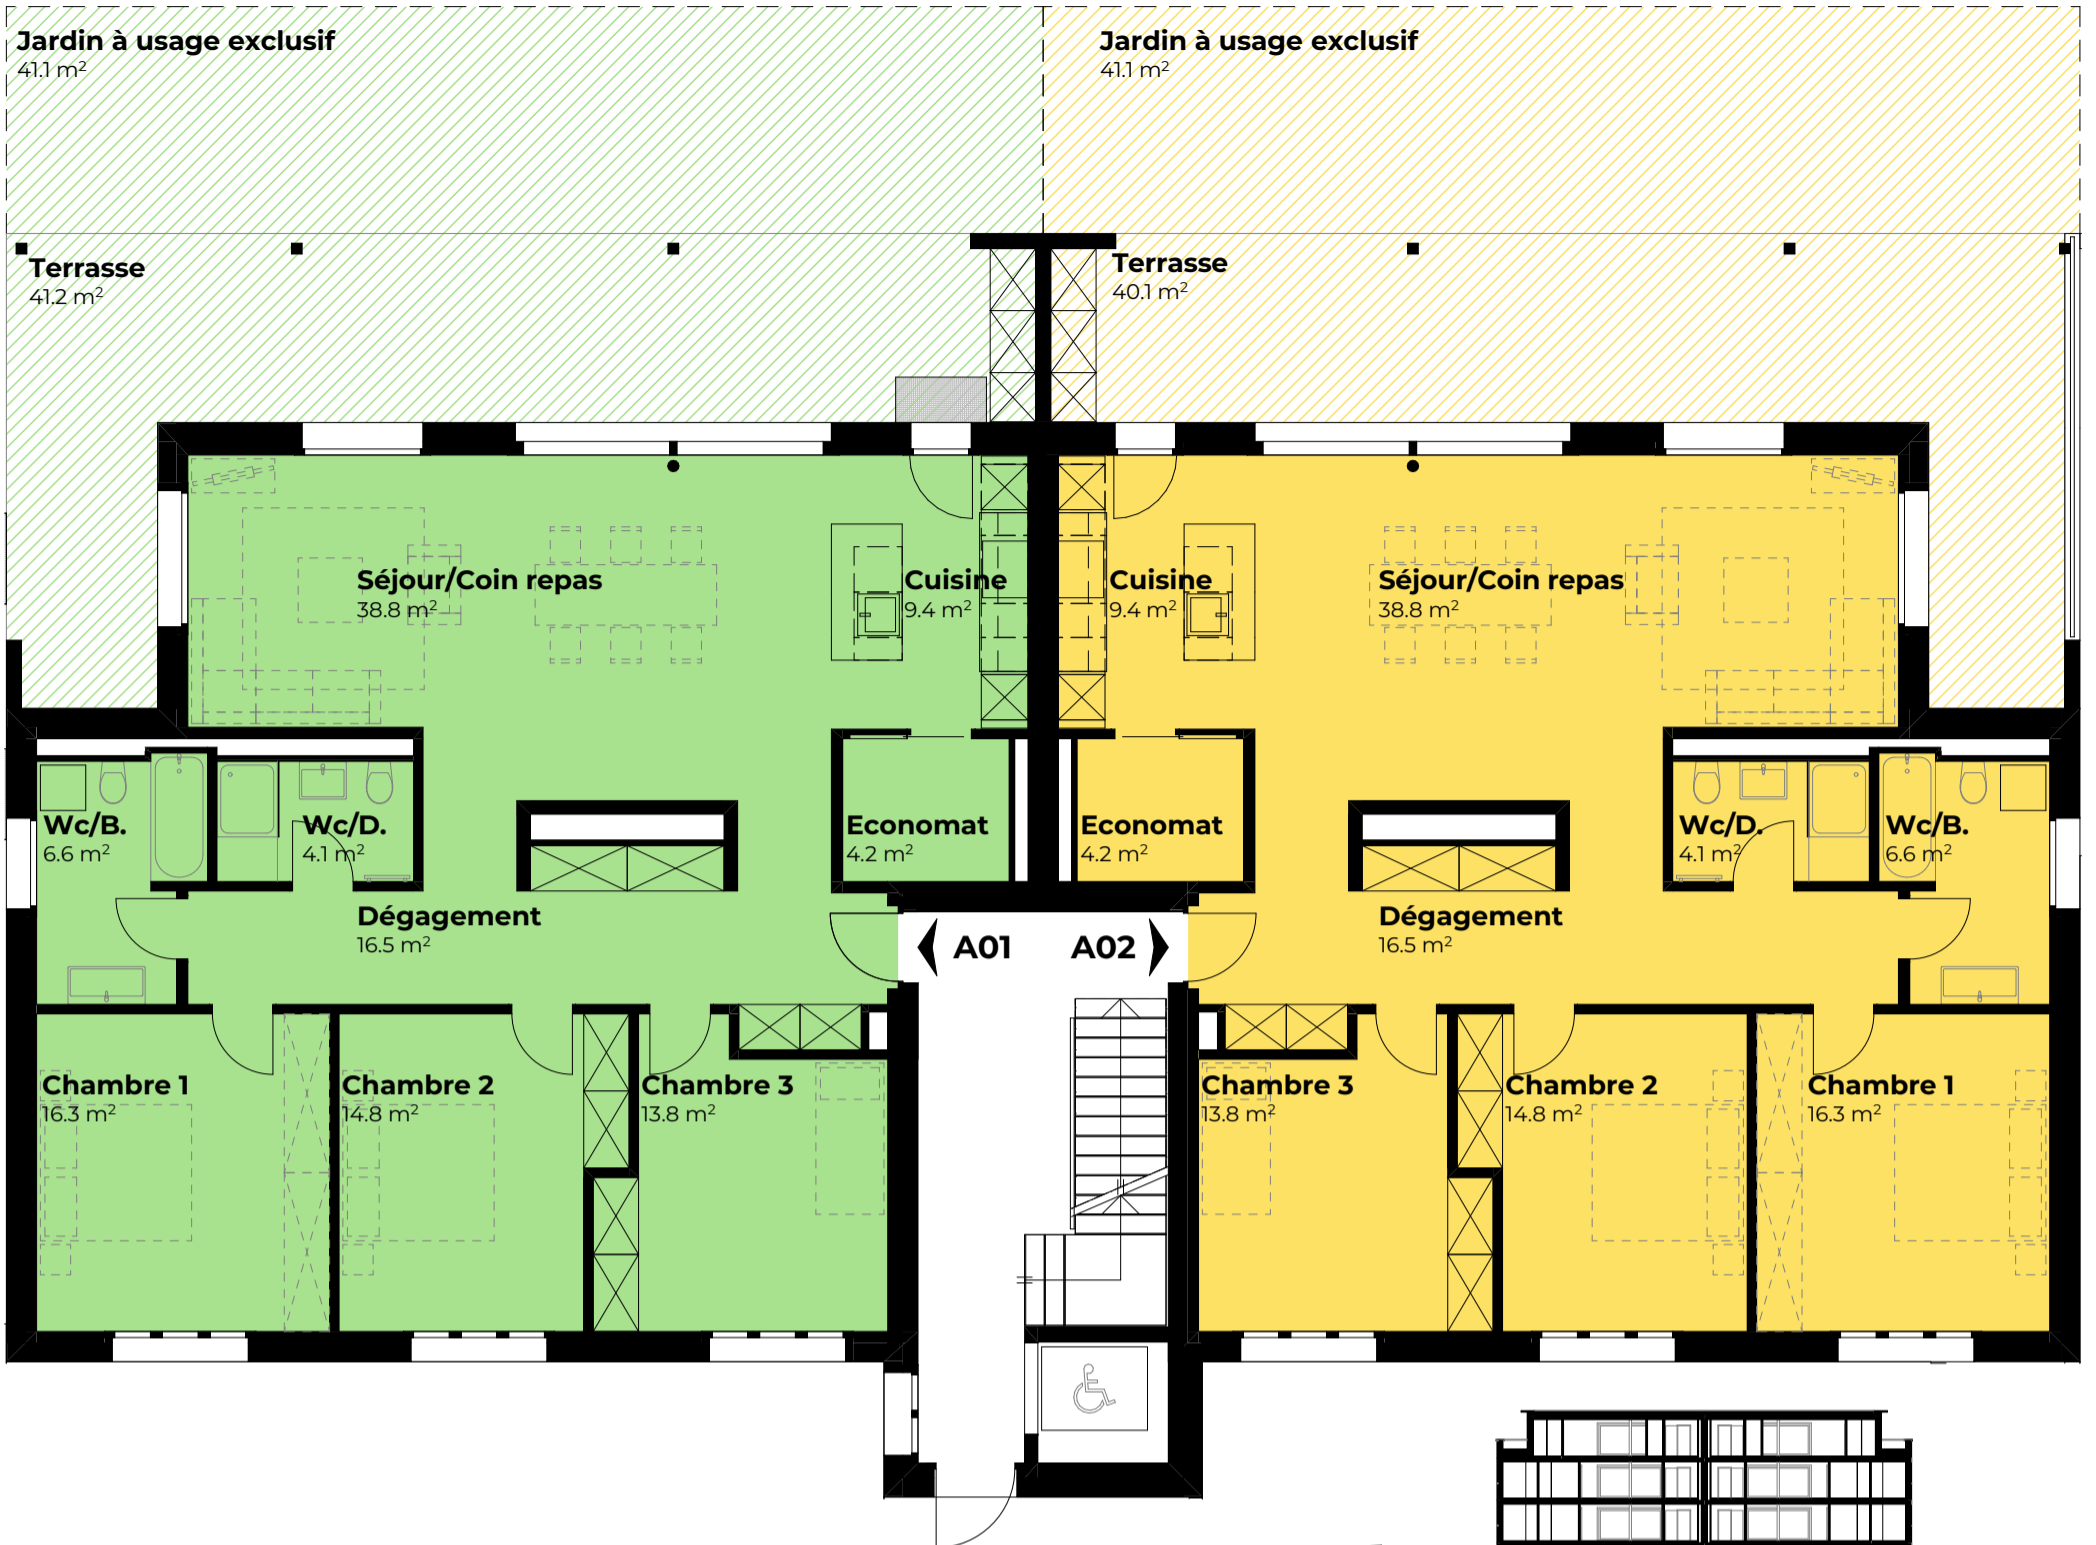 Jardin à usage exclusif
41.1 m²
Jardin à usage exclusif
41.1 m²
Terrasse
41.2 m²
Terrasse
40.1 m²
Séjour/Coin repas
38.8 m²
Cuisine
9.4 m²
Cuisine
9.4 m²
Séjour/Coin repas
38.8 m²
Wc/B.
6.6 m²
Wc/D.
4.1 m²
Economat
4.2 m²
Economat
4.2 m²
Wc/D.
4.1 m²
Wc/B.
6.6 m²
Dégagement
16.5 m²
A01
A02
Dégagement
16.5 m²
Chambre 1
16.3 m²
Chambre 2
14.8 m²
Chambre 3
13.8 m²
Chambre 3
13.8 m²
Chambre 2
14.8 m²
Chambre 1
16.3 m²